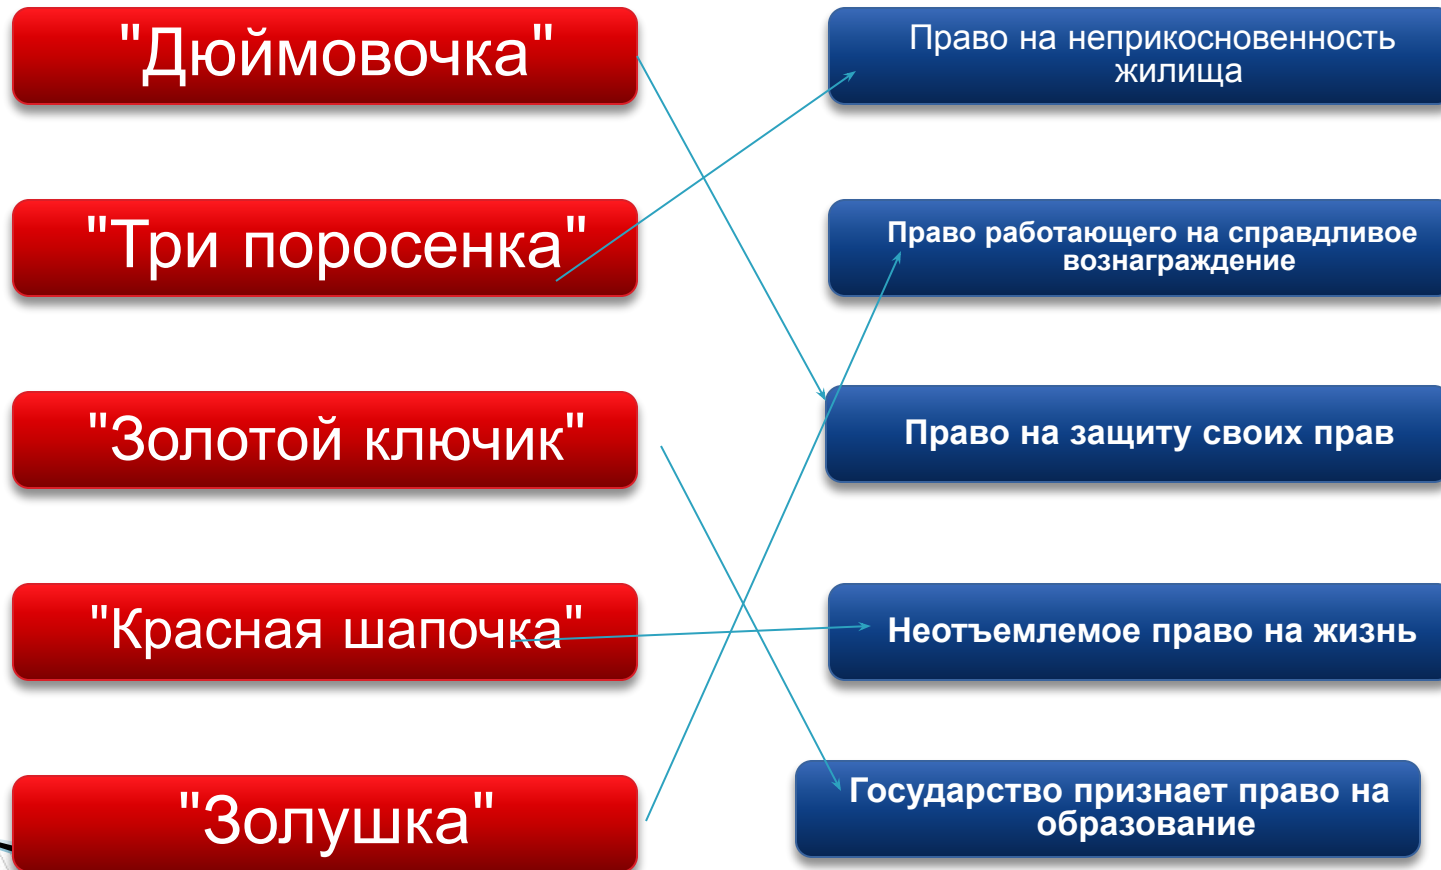 "Дюймовочка"
Право на неприкосновенность
жилища
"Три поросенка"
Право работающего на справдливое
вознаграждение
"Золотой ключик"
Право на защиту своих прав
"Красная шапочка"
Неотъемлемое право на жизнь
"Золушка"
Государство признает право на
образование